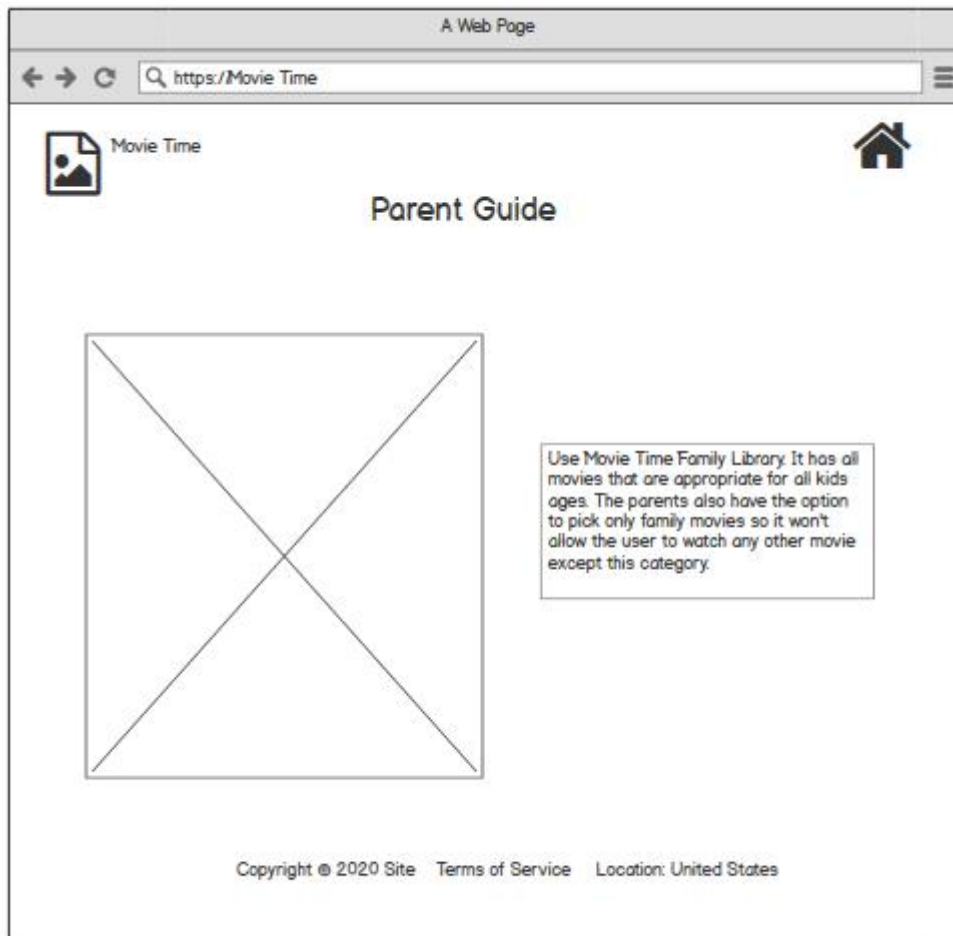 A Web Page
https://Movie Time
Movie Time
Parent Guide
Use Movie Time Family Library. It has all
movies that are appropriate for all kids
ages. The parents also have the option
to pick only family movies so it won't
allow the user to watch any other movie
except this category.
Copyright © 2020 Site Terms of Service Location: United States